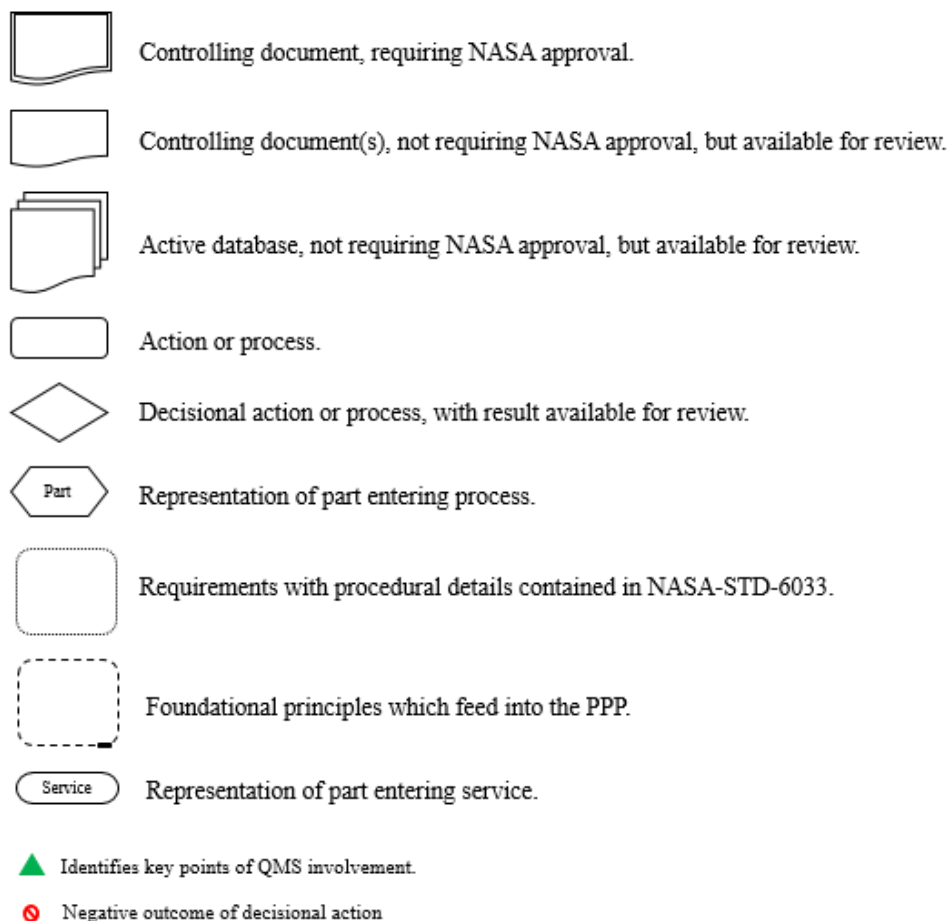 Controlling document, requiring NASA approval.
Controlling document(s), not requiring NASA approval, but available for review.
Active database, not requiring NASA approval, but available for review.
Action or process.
Decisional action or process, with result available for review.
Part
Representation of part entering process.
Requirements with procedural details contained in NASA-STD-6033.
Foundational principles which feed into the PPP.
Service
Representation of part entering service.
Identifies key points of QMS involvement.
Negative outcome of decisional action